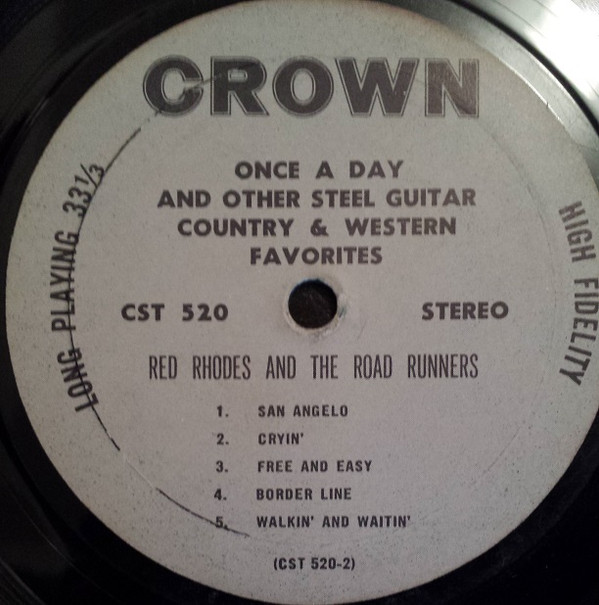 CROWN
ONCE A DAY
AND OTHER STEEL GUITAR
COUNTRY & WESTERN
FAVORITES
LONG PLAYING 33 1/3
HIGH FIDELITY
CST 520
STEREO
RED RHODES AND THE ROAD RUNNERS
1. SAN ANGELO
2. CRYIN'
3. FREE AND EASY
4. BORDER LINE
5. WALKIN' AND WAITIN'
(CST 520-2)